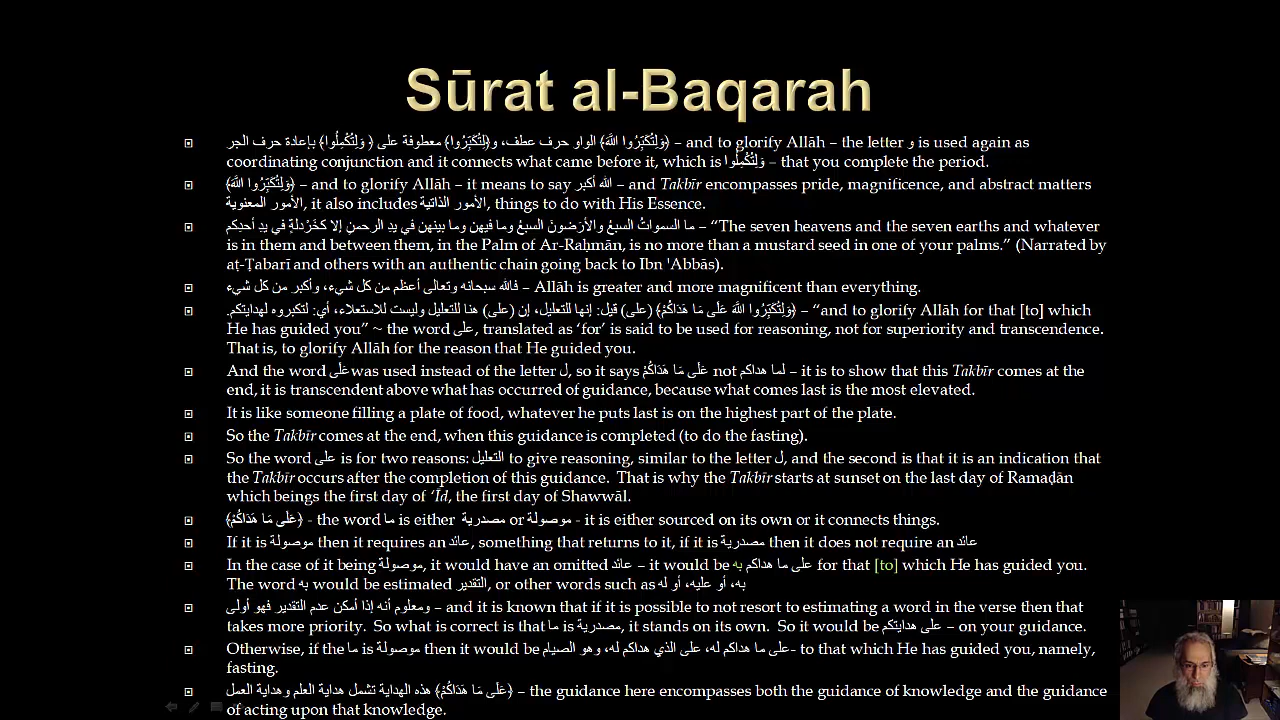 Sūrat al-Baqarah
﴿وَلِتُكَبِّرُوا اللَّهَ﴾ الواو حرف عطف، و﴿لِتُكَبِّرُوا﴾ معطوفة على ﴿ وَلِتُكْمِلُوا﴾ بإعادة حرف الجر – and to glorify Allāh – the letter و is used again as
coordinating conjunction and it connects what came before it, which is وَلِتُكْمِلُوا – that you complete the period.
﴿وَلِتُكَبِّرُوا اللَّهَ﴾ – and to glorify Allāh – it means to say الله أكبر – and Takbīr encompasses pride, magnificence, and abstract matters
الأمور المعنوية, it also includes الأمور الذاتية, things to do with His Essence.
ما السمواتُ السبعُ والأرَضونَ السبعُ وما فيهن وما بينهن في يدِ الرحمنِ إلا كخَرْدلةٍ في يدِ أحدِكم – "The seven heavens and the seven earths and whatever
is in them and between them, in the Palm of Ar-Raḥmān, is no more than a mustard seed in one of your palms." (Narrated by
aṭ-Ṭabarī and others with an authentic chain going back to Ibn 'Abbās).
فالله سبحانه وتعالى أعظم من كل شيء، وأكبر من كل شيء – Allāh is greater and more magnificent than everything.
﴿وَلِتُكَبِّرُوا اللَّهَ عَلَى مَا هَدَاكُمْ﴾ (على) قيل: إنها للتعليل، إن (على) هنا للتعليل وليست للاستعلاء، أي: لتكبروه لهدايتكم. – "and to glorify Allāh for that [to] which
He has guided you" ~ the word على, translated as 'for' is said to be used for reasoning, not for superiority and transcendence.
That is, to glorify Allāh for the reason that He guided you.
And the word عَلَى was used instead of the letter ل, so it says عَلَى مَا هَدَاكُمْ not لما هداكم – it is to show that this Takbīr comes at the
end, it is transcendent above what has occurred of guidance, because what comes last is the most elevated.
It is like someone filling a plate of food, whatever he puts last is on the highest part of the plate.
So the Takbīr comes at the end, when this guidance is completed (to do the fasting).
So the word على is for two reasons: التعليل to give reasoning, similar to the letter ل, and the second is that it is an indication that
the Takbīr occurs after the completion of this guidance. That is why the Takbīr starts at sunset on the last day of Ramaḍān
which beings the first day of 'Īd, the first day of Shawwāl.
﴿عَلَى مَا هَدَاكُمْ﴾ - the word ما is either مصدرية or موصولة - it is either sourced on its own or it connects things.
If it is موصولة then it requires an عائد, something that returns to it, if it is مصدرية then it does not require an عائد
In the case of it being موصولة, it would have an omitted عائد – it would be على ما هداكم به for that [to] which He has guided you.
The word به would be estimated التقدير, or other words such as به، أو عليه، أو له
ومعلوم أنه إذا أمكن عدم التقدير فهو أولى – and it is known that if it is possible to not resort to estimating a word in the verse then that
takes more priority. So what is correct is that ما is مصدرية, it stands on its own. So it would be على هدايتكم – on your guidance.
Otherwise, if the ما is موصولة then it would be على ما هداكم له، على الذي هداكم له، وهو الصيام- to that which He has guided you, namely,
fasting.
﴿عَلَى مَا هَدَاكُمْ﴾ هذه الهداية تشمل هداية العلم وهداية العمل – the guidance here encompasses both the guidance of knowledge and the guidance
of acting upon that knowledge.